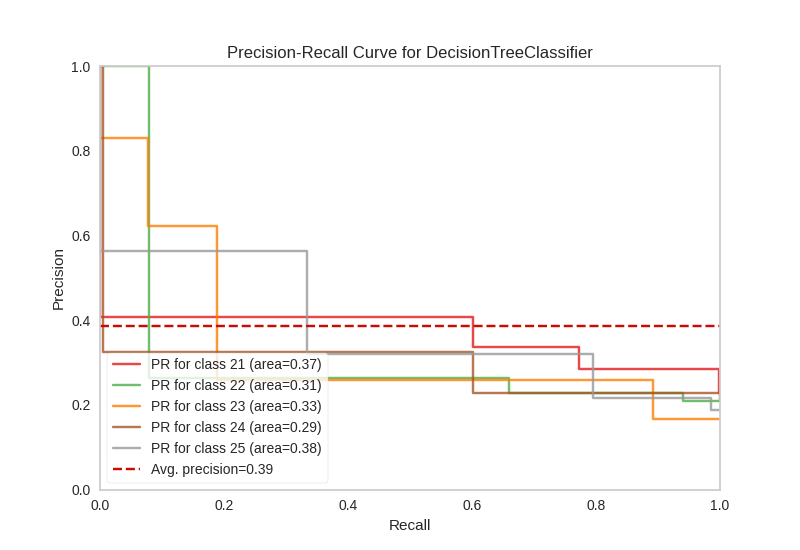 Precision-Recall Curve for DecisionTreeClassifier
1.0
0.8
0.6
0.4
0.2
0.0
Precision
PR for class 21 (area=0.37)
PR for class 22 (area=0.31)
PR for class 23 (area=0.33)
PR for class 24 (area=0.29)
PR for class 25 (area=0.38)
Avg. precision=0.39
0.0 0.2 0.4 0.6 0.8 1.0
Recall